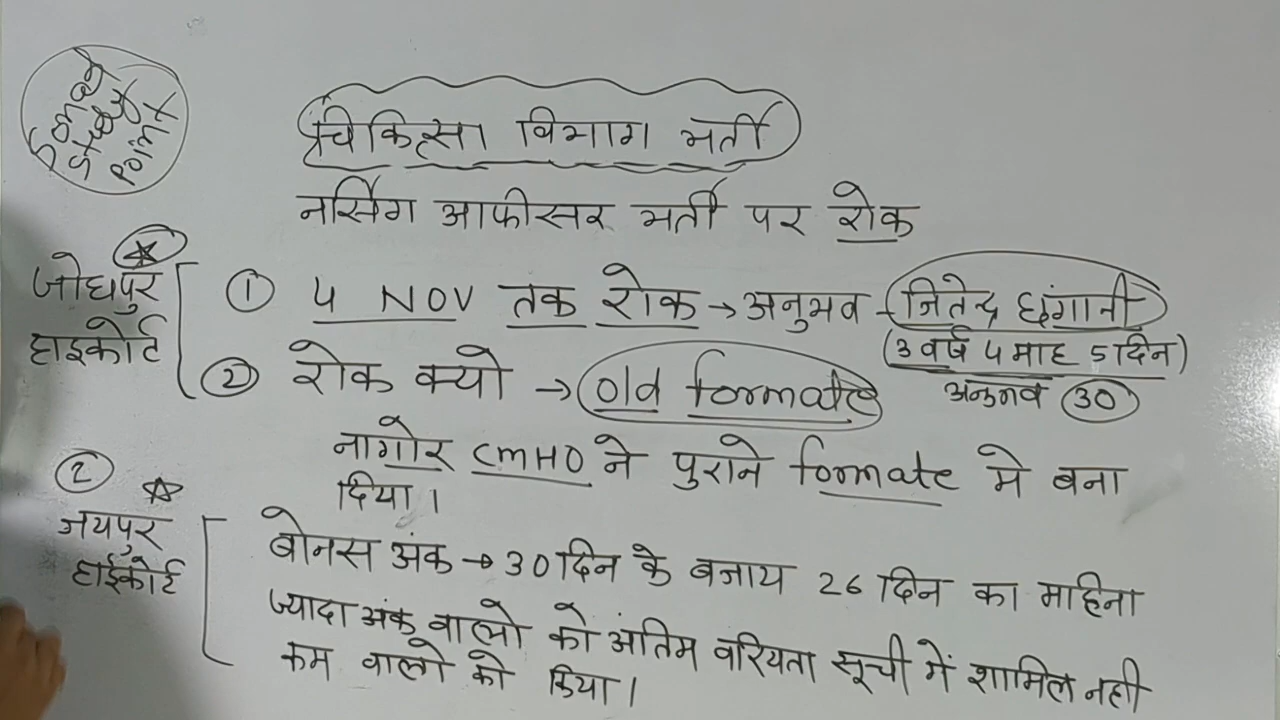 Sonag
Study
Point
चिकित्सा विभाग भर्ती
नर्सिग आफीसर भर्ती पर रोक
जोधपुर
हाइकोर्ट
① 4 NOV तक रोक → अनुभव - जितेन्द्र छंगानी
(3 वर्ष 4 माह 5 दिन)
② रोक क्यो → old formate
अनुभव 30
नागोर CMHO ने पुराने formate मे बना
दिया।
②
जयपुर
हाईकोर्ट
बोनस अंक → 30 दिन के बजाय 26 दिन का माहिना
ज्यादा अंक वालो को अंतिम वरियता सूची में शामिल नही
कम वालो को किया।